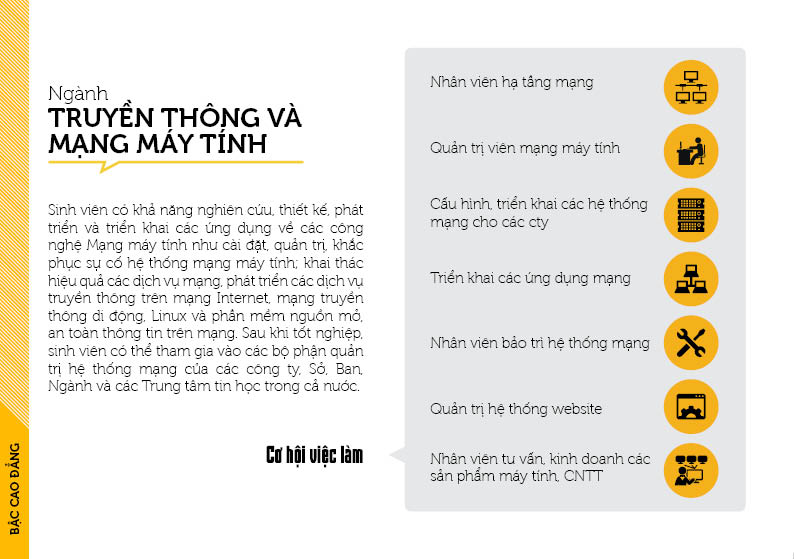 Ngành
TRUYỀN THÔNG VÀ
MẠNG MÁY TÍNH
Sinh viên có khả năng nghiên cứu, thiết kế, phát
triển và triển khai các ứng dụng về các công
nghệ Mạng máy tính như cài đặt, quản trị, khắc
phục sự cố hệ thống mạng máy tính; khai thác
hiệu quả các dịch vụ mạng, phát triển các dịch vụ
truyền thông trên mạng Internet, mạng truyền
thông di động, Linux và phần mềm nguồn mở,
an toàn thông tin trên mạng. Sau khi tốt nghiệp,
sinh viên có thể tham gia vào các bộ phận quản
trị hệ thống mạng của các công ty, Sở, Ban,
Ngành và các Trung tâm tin học trong cả nước.
Cơ hội việc làm
Nhân viên hạ tầng mạng
Quản trị viên mạng máy tính
Cấu hình, triển khai các hệ thống
mạng cho các cty
Triển khai các ứng dụng mạng
Nhân viên bảo trì hệ thống mạng
Quản trị hệ thống website
Nhân viên tư vấn, kinh doanh các
sản phẩm máy tính, CNTT
BẬC CAO ĐẲNG